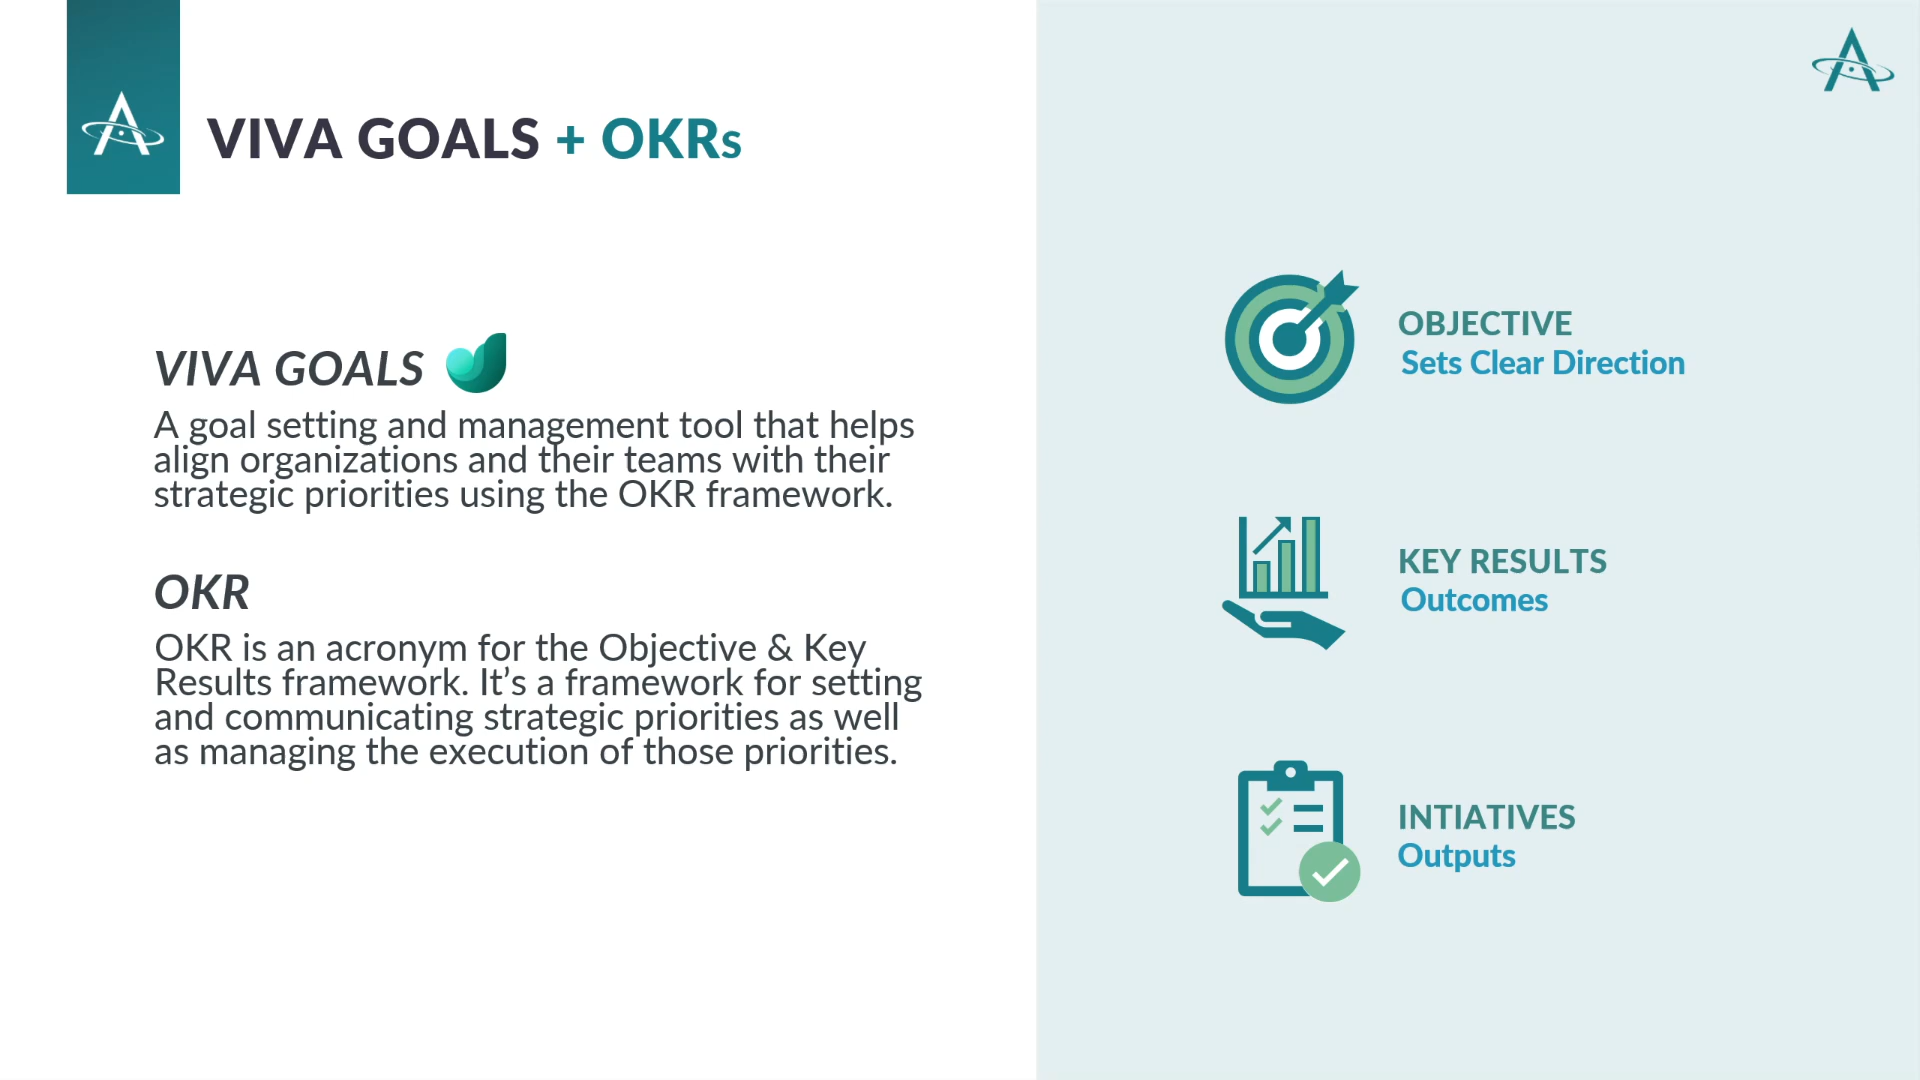 VIVA GOALS + OKRs
VIVA GOALS
A goal setting and management tool that helps
align organizations and their teams with their
strategic priorities using the OKR framework.
OKR
OKR is an acronym for the Objective & Key
Results framework. It’s a framework for setting
and communicating strategic priorities as well
as managing the execution of those priorities.
OBJECTIVE
Sets Clear Direction
KEY RESULTS
Outcomes
INTIATIVES
Outputs